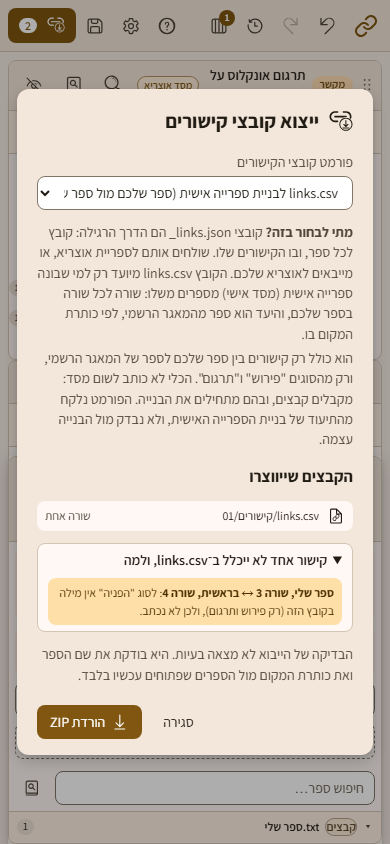 2
1
תרגום אונקלוס על
מקשר
מסד אוצריא
ייצוא קובצי קישורים
פורמט קובצי הקישורים
links.csv לבניית ספרייה אישית (ספר שלכם מול ספר ע
מתי לבחור בזה? קובצי links.json_ הם הדרך הרגילה: קובץ
לכל ספר, ובו הקישורים שלו. שולחים אותם לספריית אוצריא, או
מייבאים לאוצריא שלכם. הקובץ links.csv מיועד רק למי שבונה
ספרייה אישית (מסד אישי) מספרים משלו: שורה לכל שורה
בספר שלכם, והיעד הוא ספר מהמאגר הרשמי, לפי כותרת
המקום בו.
הוא כולל רק קישורים בין ספר שלכם לספר של המאגר הרשמי,
ורק מהסוגים "פירוש" ו"תרגום". הכלי לא כותב לשום מסד:
מקבלים קבצים, ובהם מתחילים את הבנייה. הפורמט נלקח
מהתיעוד של בניית הספרייה האישית, ולא נבדק מול הבנייה
עצמה.
הקבצים שייווצרו
01/קישורים/links.csv
שורה אחת
▼ קישור אחד לא ייכלל ב־links.csv, ולמה
ספר שלי, שורה 3 ↔ בראשית, שורה 4: לסוג "הפניה" אין מילה
בקובץ הזה (רק פירוש ותרגום), ולכן לא נכתב.
הבדיקה של הייבוא לא מצאה בעיות. היא בודקת את שם הספר
ואת כותרת המקום מול הספרים שפתוחים עכשיו בלבד.
סגירה
הורדת ZIP
חיפוש ספר...
קבצים
ספר שלי.txt
1